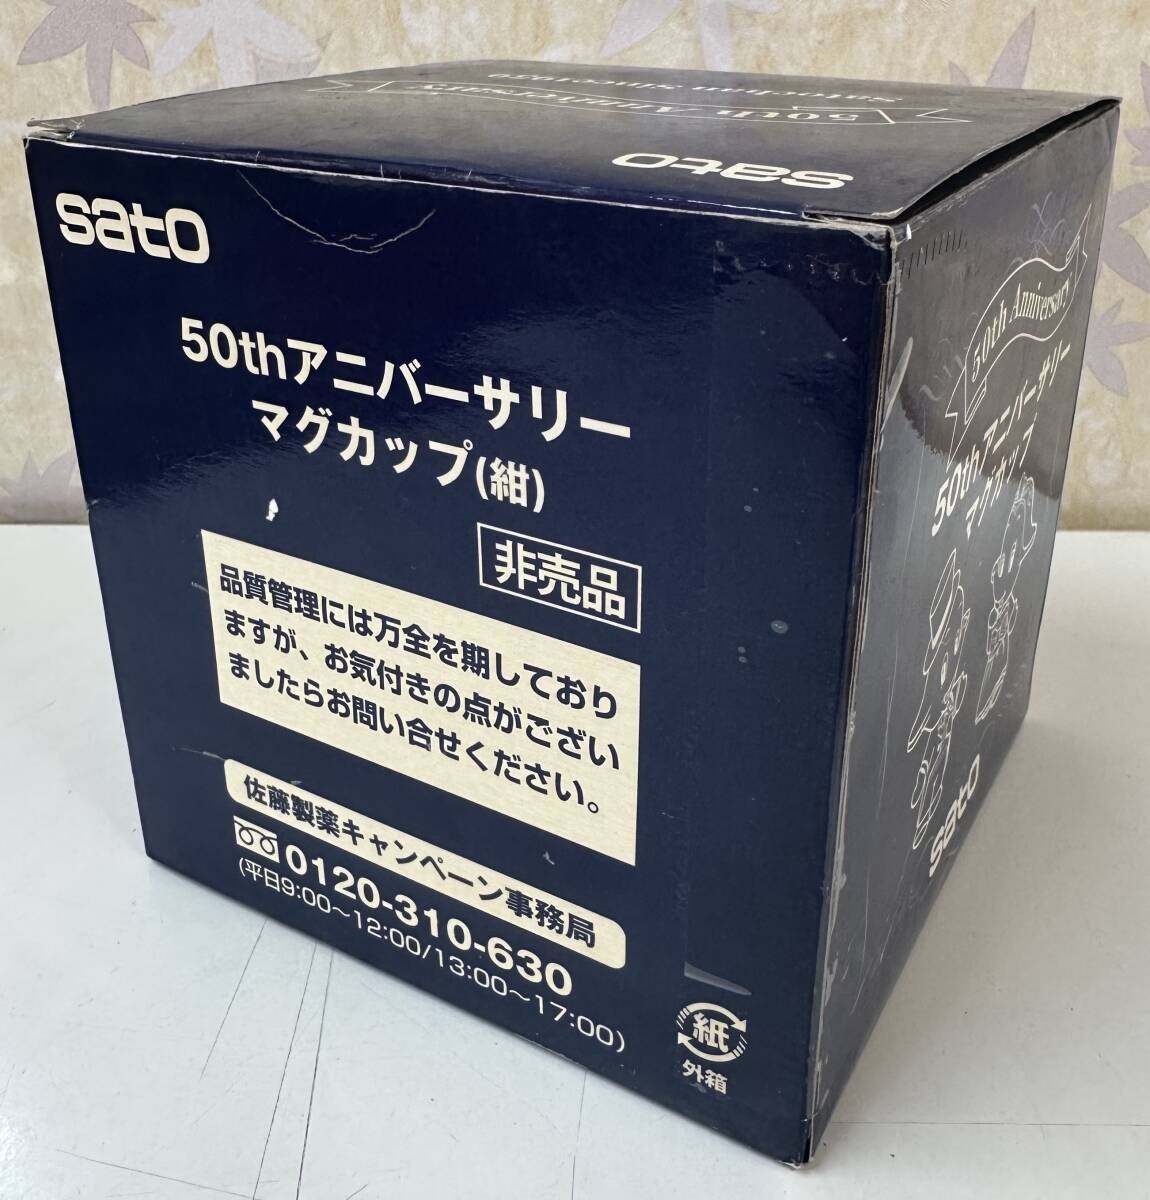 50th Anniversary
satochan since1959
sato
sato
50thアニバーサリー
マグカップ(紺)
非売品
品質管理には万全を期しており
ますが、お気付きの点がござい
ましたらお問い合せください。
佐藤製薬キャンペーン事務局
0120-310-630
(平日9:00〜12:00/13:00〜17:00)
紙
外箱
50th Anniversary
50thアニバーサリー
マグカップ
sato